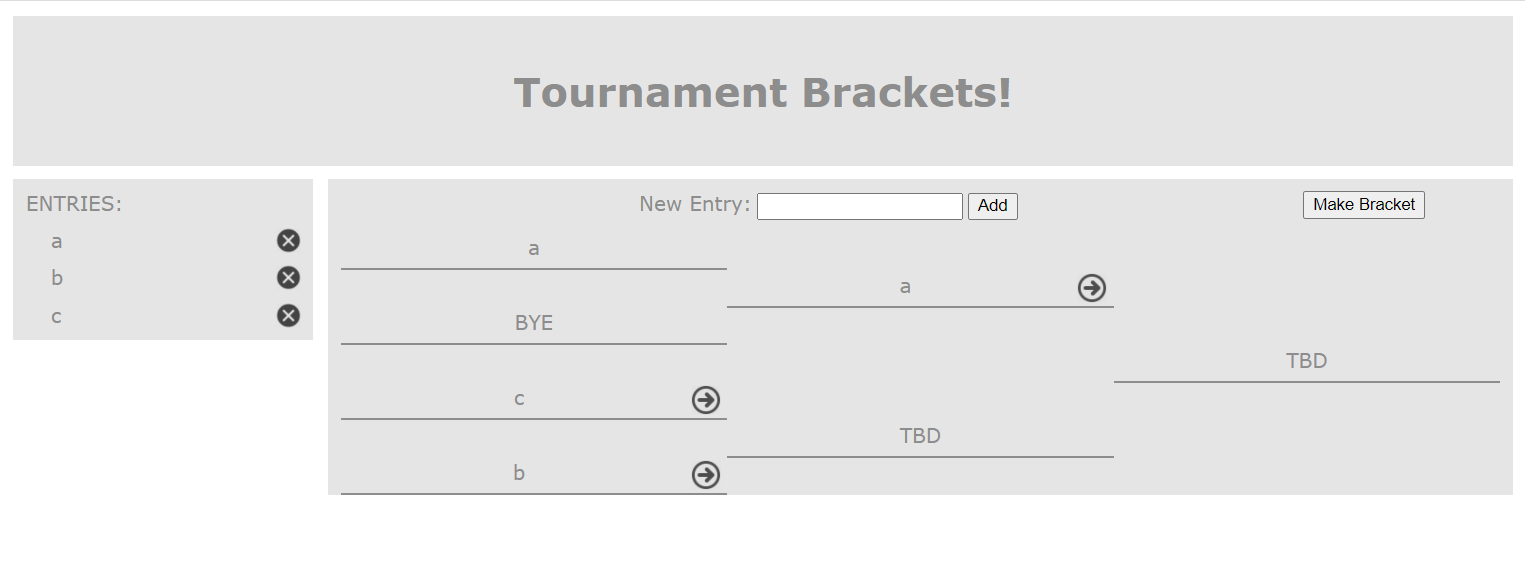 Tournament Brackets!
ENTRIES:
a
b
c
New Entry: Add Make Bracket
a
a
BYE
TBD
c
TBD
b